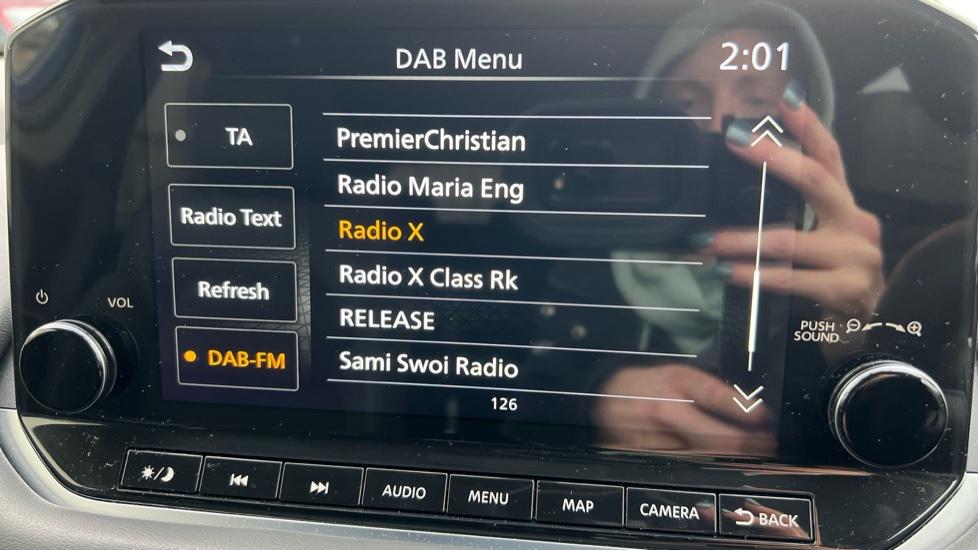 DAB Menu
2:01
TA
Radio Text
Refresh
DAB-FM
PremierChristian
Radio Maria Eng
Radio X
Radio X Class Rk
RELEASE
Sami Swoi Radio
126
VOL
PUSH
SOUND
AUDIO
MENU
MAP
CAMERA
BACK